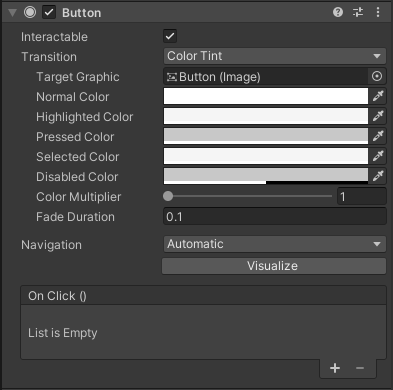 Button
Interactable
Transition Color Tint
Target Graphic Button (Image)
Normal Color
Highlighted Color
Pressed Color
Selected Color
Disabled Color
Color Multiplier 1
Fade Duration 0.1
Navigation Automatic
Visualize
On Click ()
List is Empty